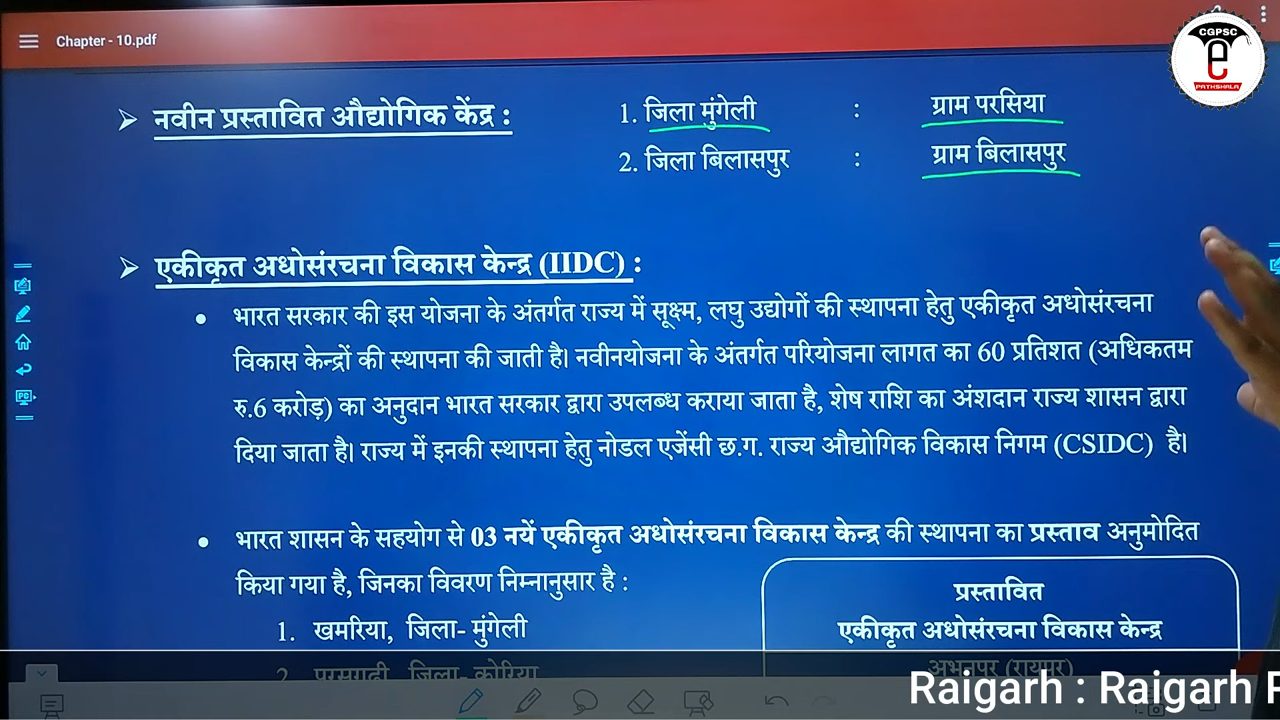 Chapter - 10.pdf
CGPSC
e
PATHSHALA
➢ नवीन प्रस्तावित औद्योगिक केंद्र :
1. जिला मुंगेली : ग्राम परसिया
2. जिला बिलासपुर : ग्राम बिलासपुर
➢ एकीकृत अधोसंरचना विकास केन्द्र (IIDC) :
• भारत सरकार की इस योजना के अंतर्गत राज्य में सूक्ष्म, लघु उद्योगों की स्थापना हेतु एकीकृत अधोसंरचना
विकास केन्द्रों की स्थापना की जाती है। नवीनयोजना के अंतर्गत परियोजना लागत का 60 प्रतिशत (अधिकतम
रु.6 करोड़) का अनुदान भारत सरकार द्वारा उपलब्ध कराया जाता है, शेष राशि का अंशदान राज्य शासन द्वारा
दिया जाता है। राज्य में इनकी स्थापना हेतु नोडल एजेंसी छ.ग. राज्य औद्योगिक विकास निगम (CSIDC) है।
• भारत शासन के सहयोग से 03 नयें एकीकृत अधोसंरचना विकास केन्द्र की स्थापना का प्रस्ताव अनुमोदित
किया गया है, जिनका विवरण निम्नानुसार है :
1. खमरिया, जिला- मुंगेली
प्रस्तावित
एकीकृत अधोसंरचना विकास केन्द्र
अभनपुर (रायपुर)
2. परसगढ़ी, जिला- कोरिया
Raigarh : Raigarh